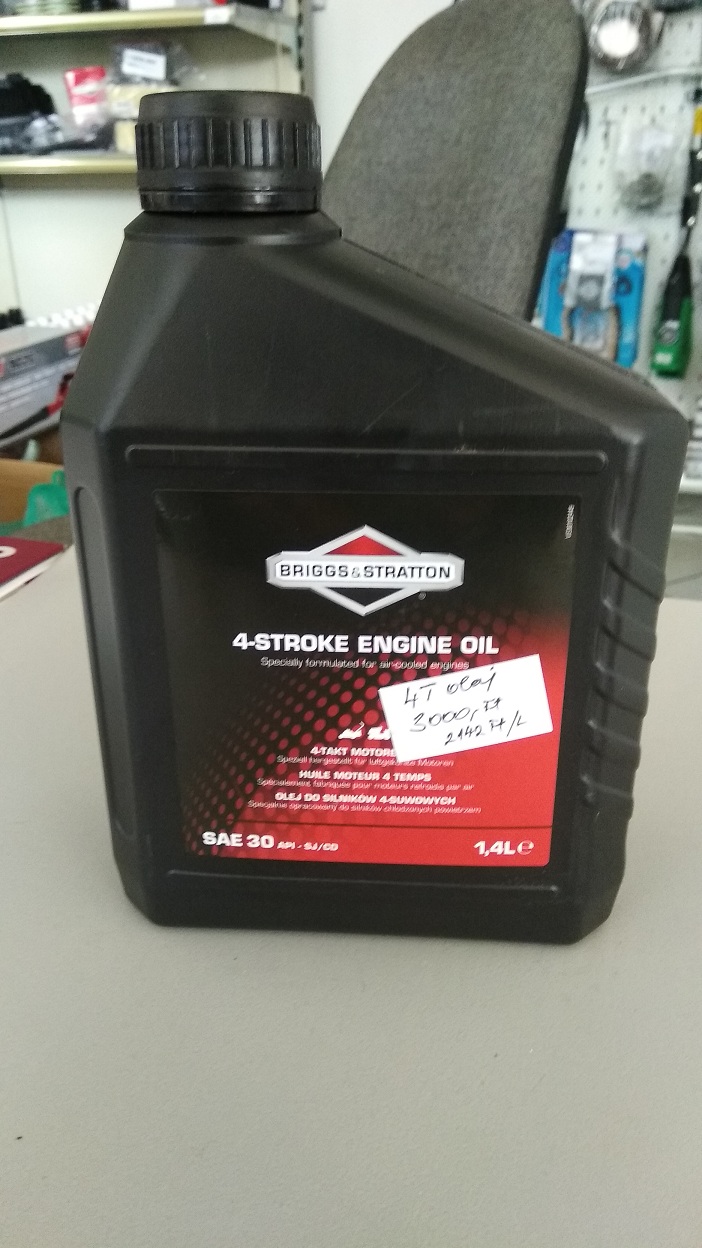 BRIGGS & STRATTON
4-STROKE ENGINE OIL
Specially formulated for air-cooled engines
4T olaj
3000,- Ft
2142 Ft/L
4-TAKT MOTORE
Speziell hergestellt für luftgekühlte Motoren
HUILE MOTEUR 4 TEMPS
Spécialement fabriquée pour moteurs refroidis par air
OLEJ DO SILNIKÓW 4-SUWOWYCH
Specjalnie opracowany do silników chłodzonych powietrzem
SAE 30 API - SJ/CD
1,4L e